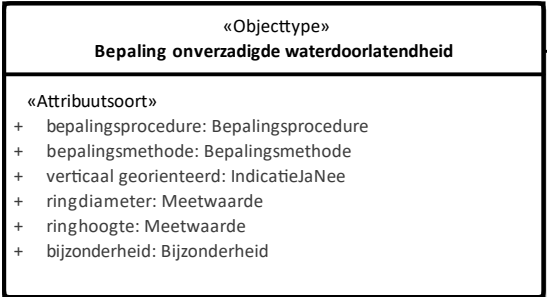 «Objecttype»
Bepaling onverzadigde waterdoorlatendheid
«Attribuutsoort»
+ bepalingsprocedure: Bepalingsprocedure
+ bepalingsmethode: Bepalingsmethode
+ verticaal georienteerd: IndicatieJaNee
+ ringdiameter: Meetwaarde
+ ringhoogte: Meetwaarde
+ bijzonderheid: Bijzonderheid